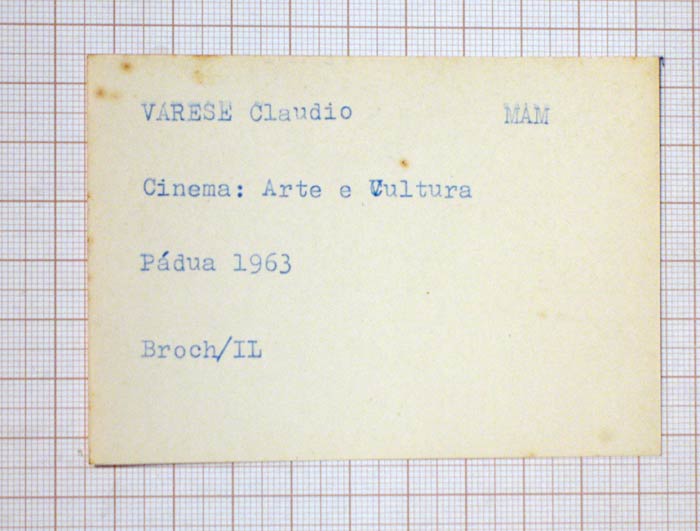 VARESE Claudio MAM
Cinema: Arte e Cultura
Pádua 1963
Broch/IL